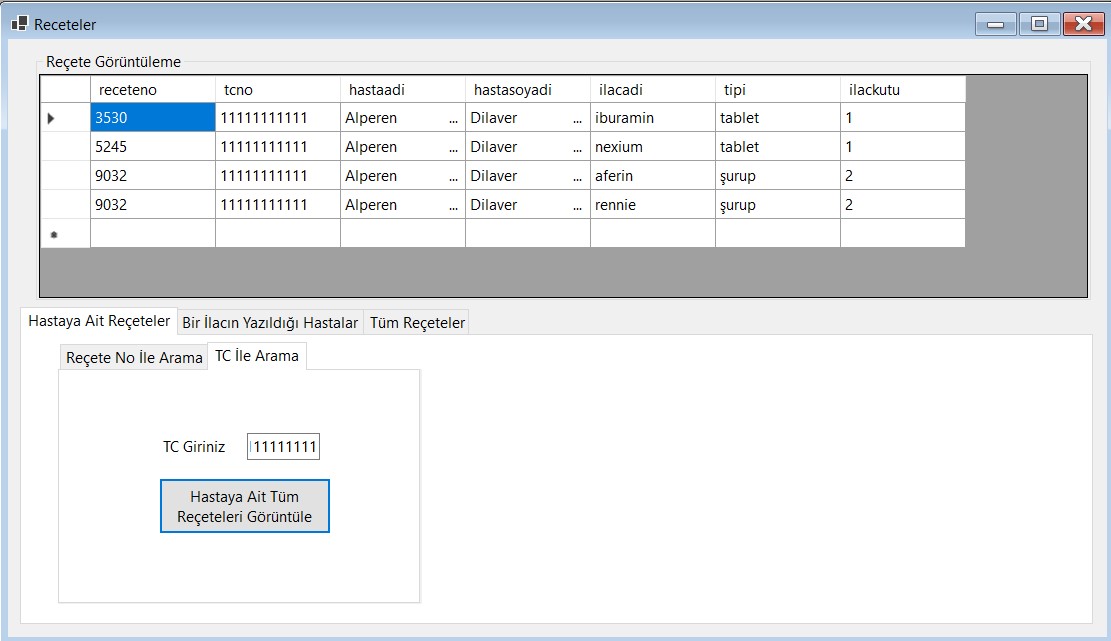 Receteler
Reçete Görüntüleme
receteno tcno hastaadi hastasoyadi ilacadi tipi ilackutu
3530 11111111111 Alperen ... Dilaver ... iburamin tablet 1
5245 11111111111 Alperen ... Dilaver ... nexium tablet 1
9032 11111111111 Alperen ... Dilaver ... aferin şurup 2
9032 11111111111 Alperen ... Dilaver ... rennie şurup 2
Hastaya Ait Reçeteler Bir İlacın Yazıldığı Hastalar Tüm Reçeteler
Reçete No İle Arama TC İle Arama
TC Giriniz 11111111
Hastaya Ait Tüm
Reçeteleri Görüntüle